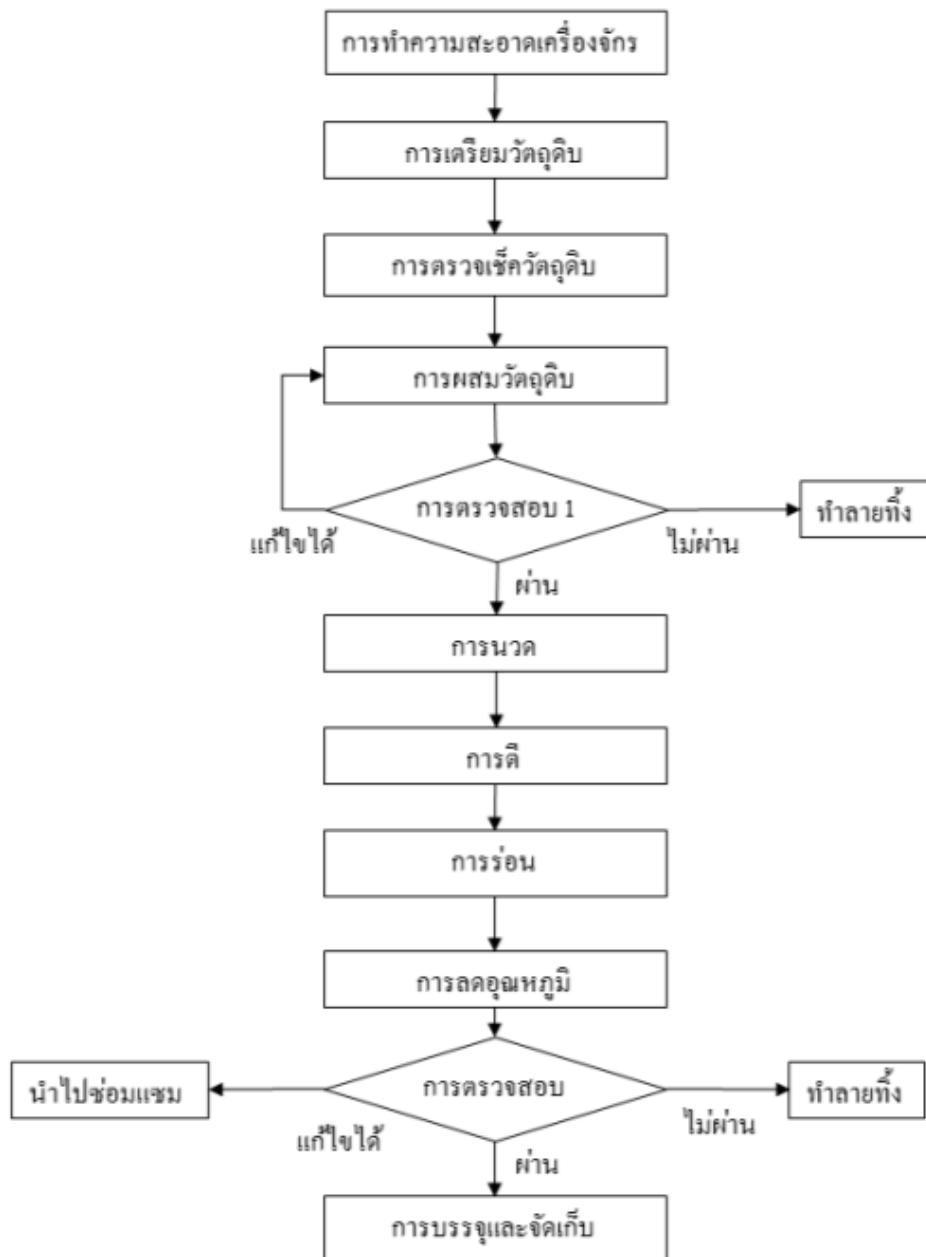 การทำความสะอาดเครื่องจักร
การเตรียมวัตถุดิบ
การตรวจเช็ควัตถุดิบ
การผสมวัตถุดิบ
การตรวจสอบ 1
ทำลายทิ้ง
แก้ไขได้
ไม่ผ่าน
ผ่าน
การนวด
การตี
การร่อน
การลดอุณหภูมิ
นำไปซ่อมแซม
การตรวจสอบ
ทำลายทิ้ง
แก้ไขได้
ไม่ผ่าน
ผ่าน
การบรรจุและจัดเก็บ